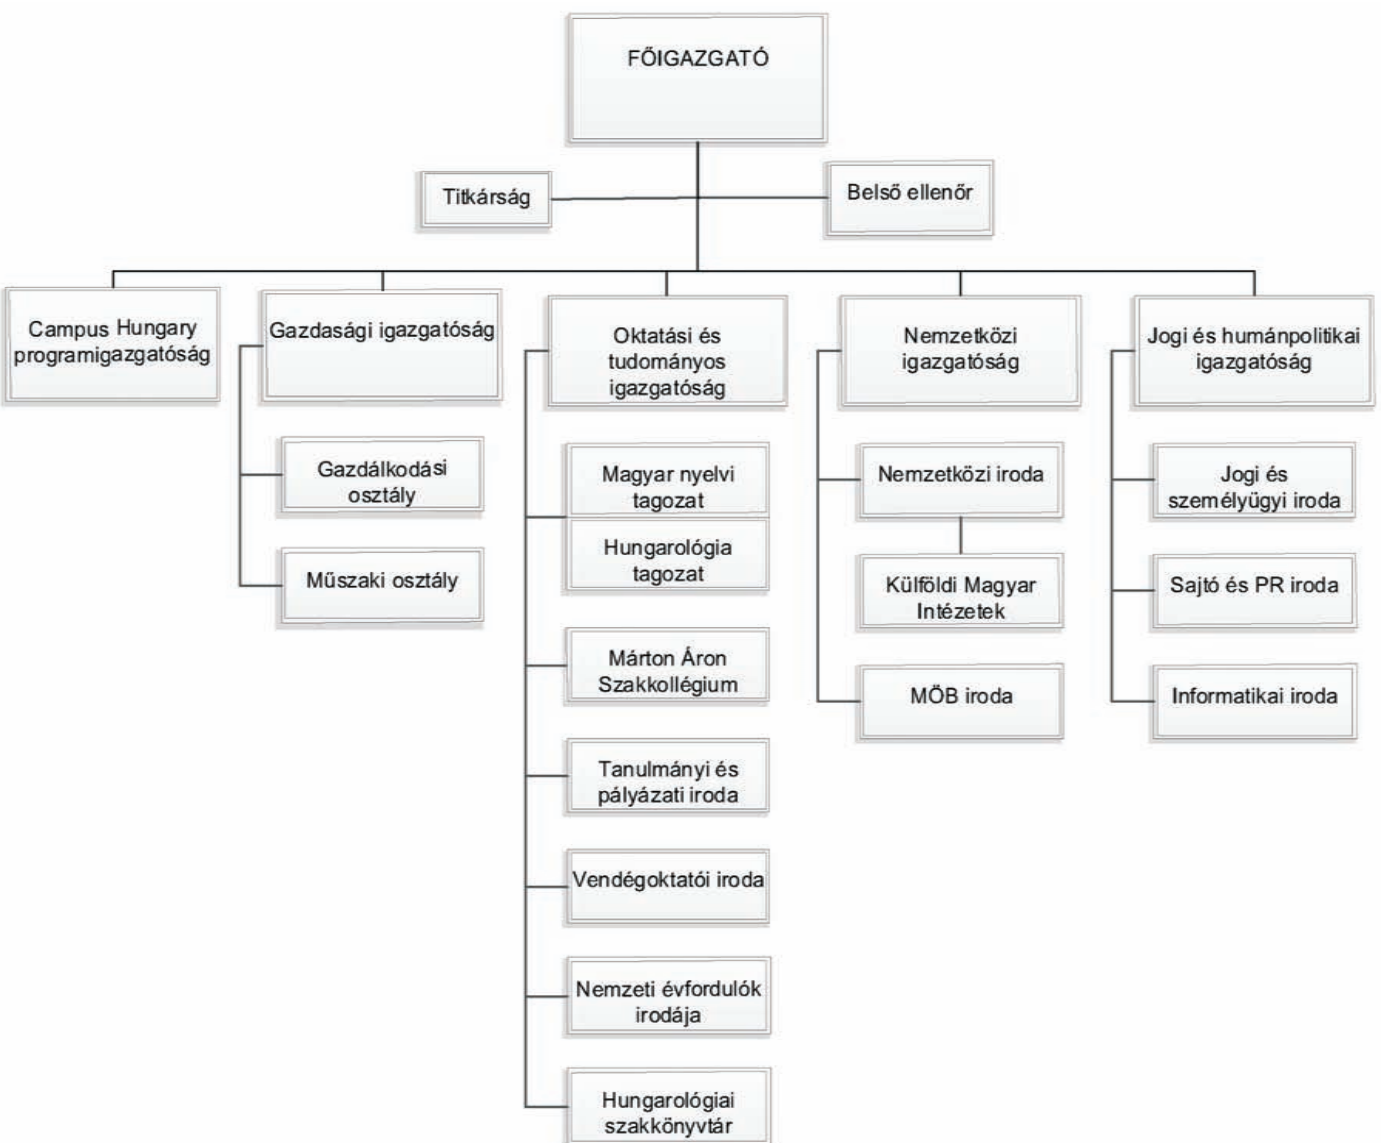 FŐIGAZGATÓ
Titkárság
Belső ellenőr
Campus Hungary
programigazgatóság
Gazdasági igazgatóság
Oktatási és
tudományos
igazgatóság
Nemzetközi
igazgatóság
Jogi és humánpolitikai
igazgatóság
Gazdálkodási
osztály
Műszaki osztály
Magyar nyelvi
tagozat
Hungarológia
tagozat
Márton Áron
Szakkollégium
Tanulmányi és
pályázati iroda
Vendégoktatói iroda
Nemzeti évfordulók
irodája
Hungarológiai
szakkönyvtár
Nemzetközi iroda
Külföldi Magyar
Intézetek
MÖB iroda
Jogi és
személyügyi iroda
Sajtó és PR iroda
Informatikai iroda